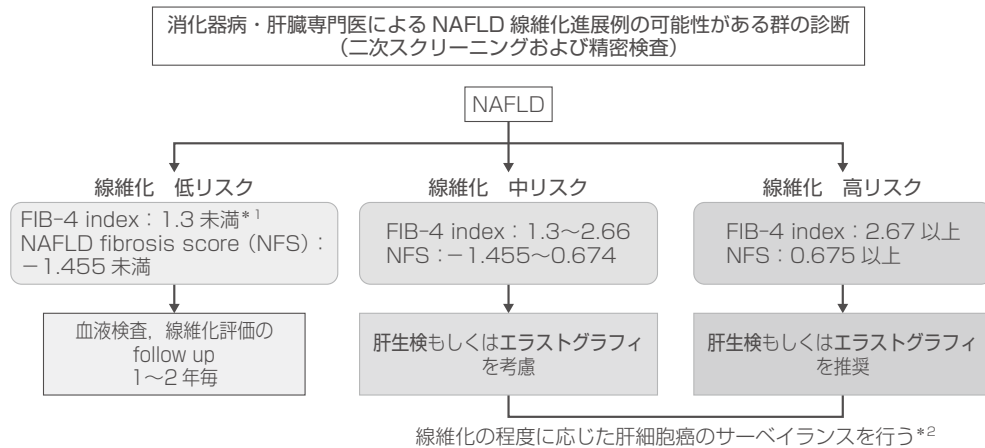 消化器病・肝臓専門医による NAFLD 線維化進展例の可能性がある群の診断
（二次スクリーニングおよび精密検査）
NAFLD
線維化　低リスク
FIB-4 index：1.3 未満*1
NAFLD fibrosis score（NFS）：
－1.455 未満
血液検査，線維化評価の
follow up
1～2 年毎
線維化　中リスク
FIB-4 index：1.3～2.66
NFS：－1.455～0.674
肝生検もしくはエラストグラフィ
を考慮
線維化　高リスク
FIB-4 index：2.67 以上
NFS：0.675 以上
肝生検もしくはエラストグラフィ
を推奨
線維化の程度に応じた肝細胞癌のサーベイランスを行う*2